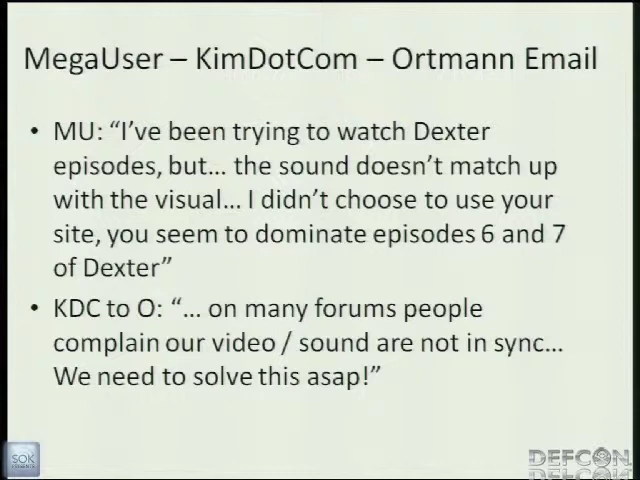 MegaUser – KimDotCom – Ortmann Email
• MU: “I’ve been trying to watch Dexter
episodes, but… the sound doesn’t match up
with the visual… I didn’t choose to use your
site, you seem to dominate episodes 6 and 7
of Dexter”
• KDC to O: “… on many forums people
complain our video / sound are not in sync…
We need to solve this asap!”
SOK
DEFCON